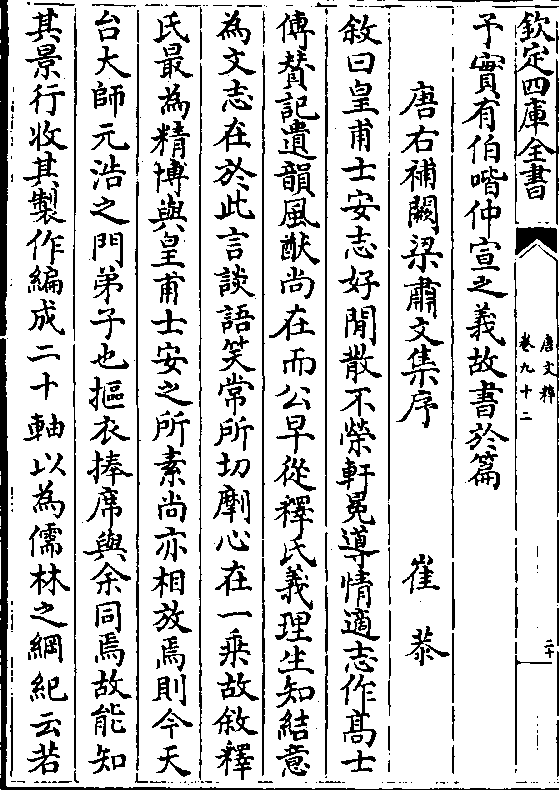 欽定四庫全書
唐文粹
卷九十二
二十
予實有伯喈仲宣之義故書於篇
唐右補闕梁肅文集序 崔恭
敘曰皇甫士安志好閒散不榮軒冕導情適志作髙士
傳贊記遺韻風猷尚在而公早從釋氏義理生知結意
為文志在於此言談語笑常所切劘心在一乘故敘釋
氏最為精博與皇甫士安之所素尚亦相放焉則今天
台大師元浩之門弟子也摳衣捧席與余同焉故能知
其景行收其製作編成二十軸以為儒林之綱紀云若